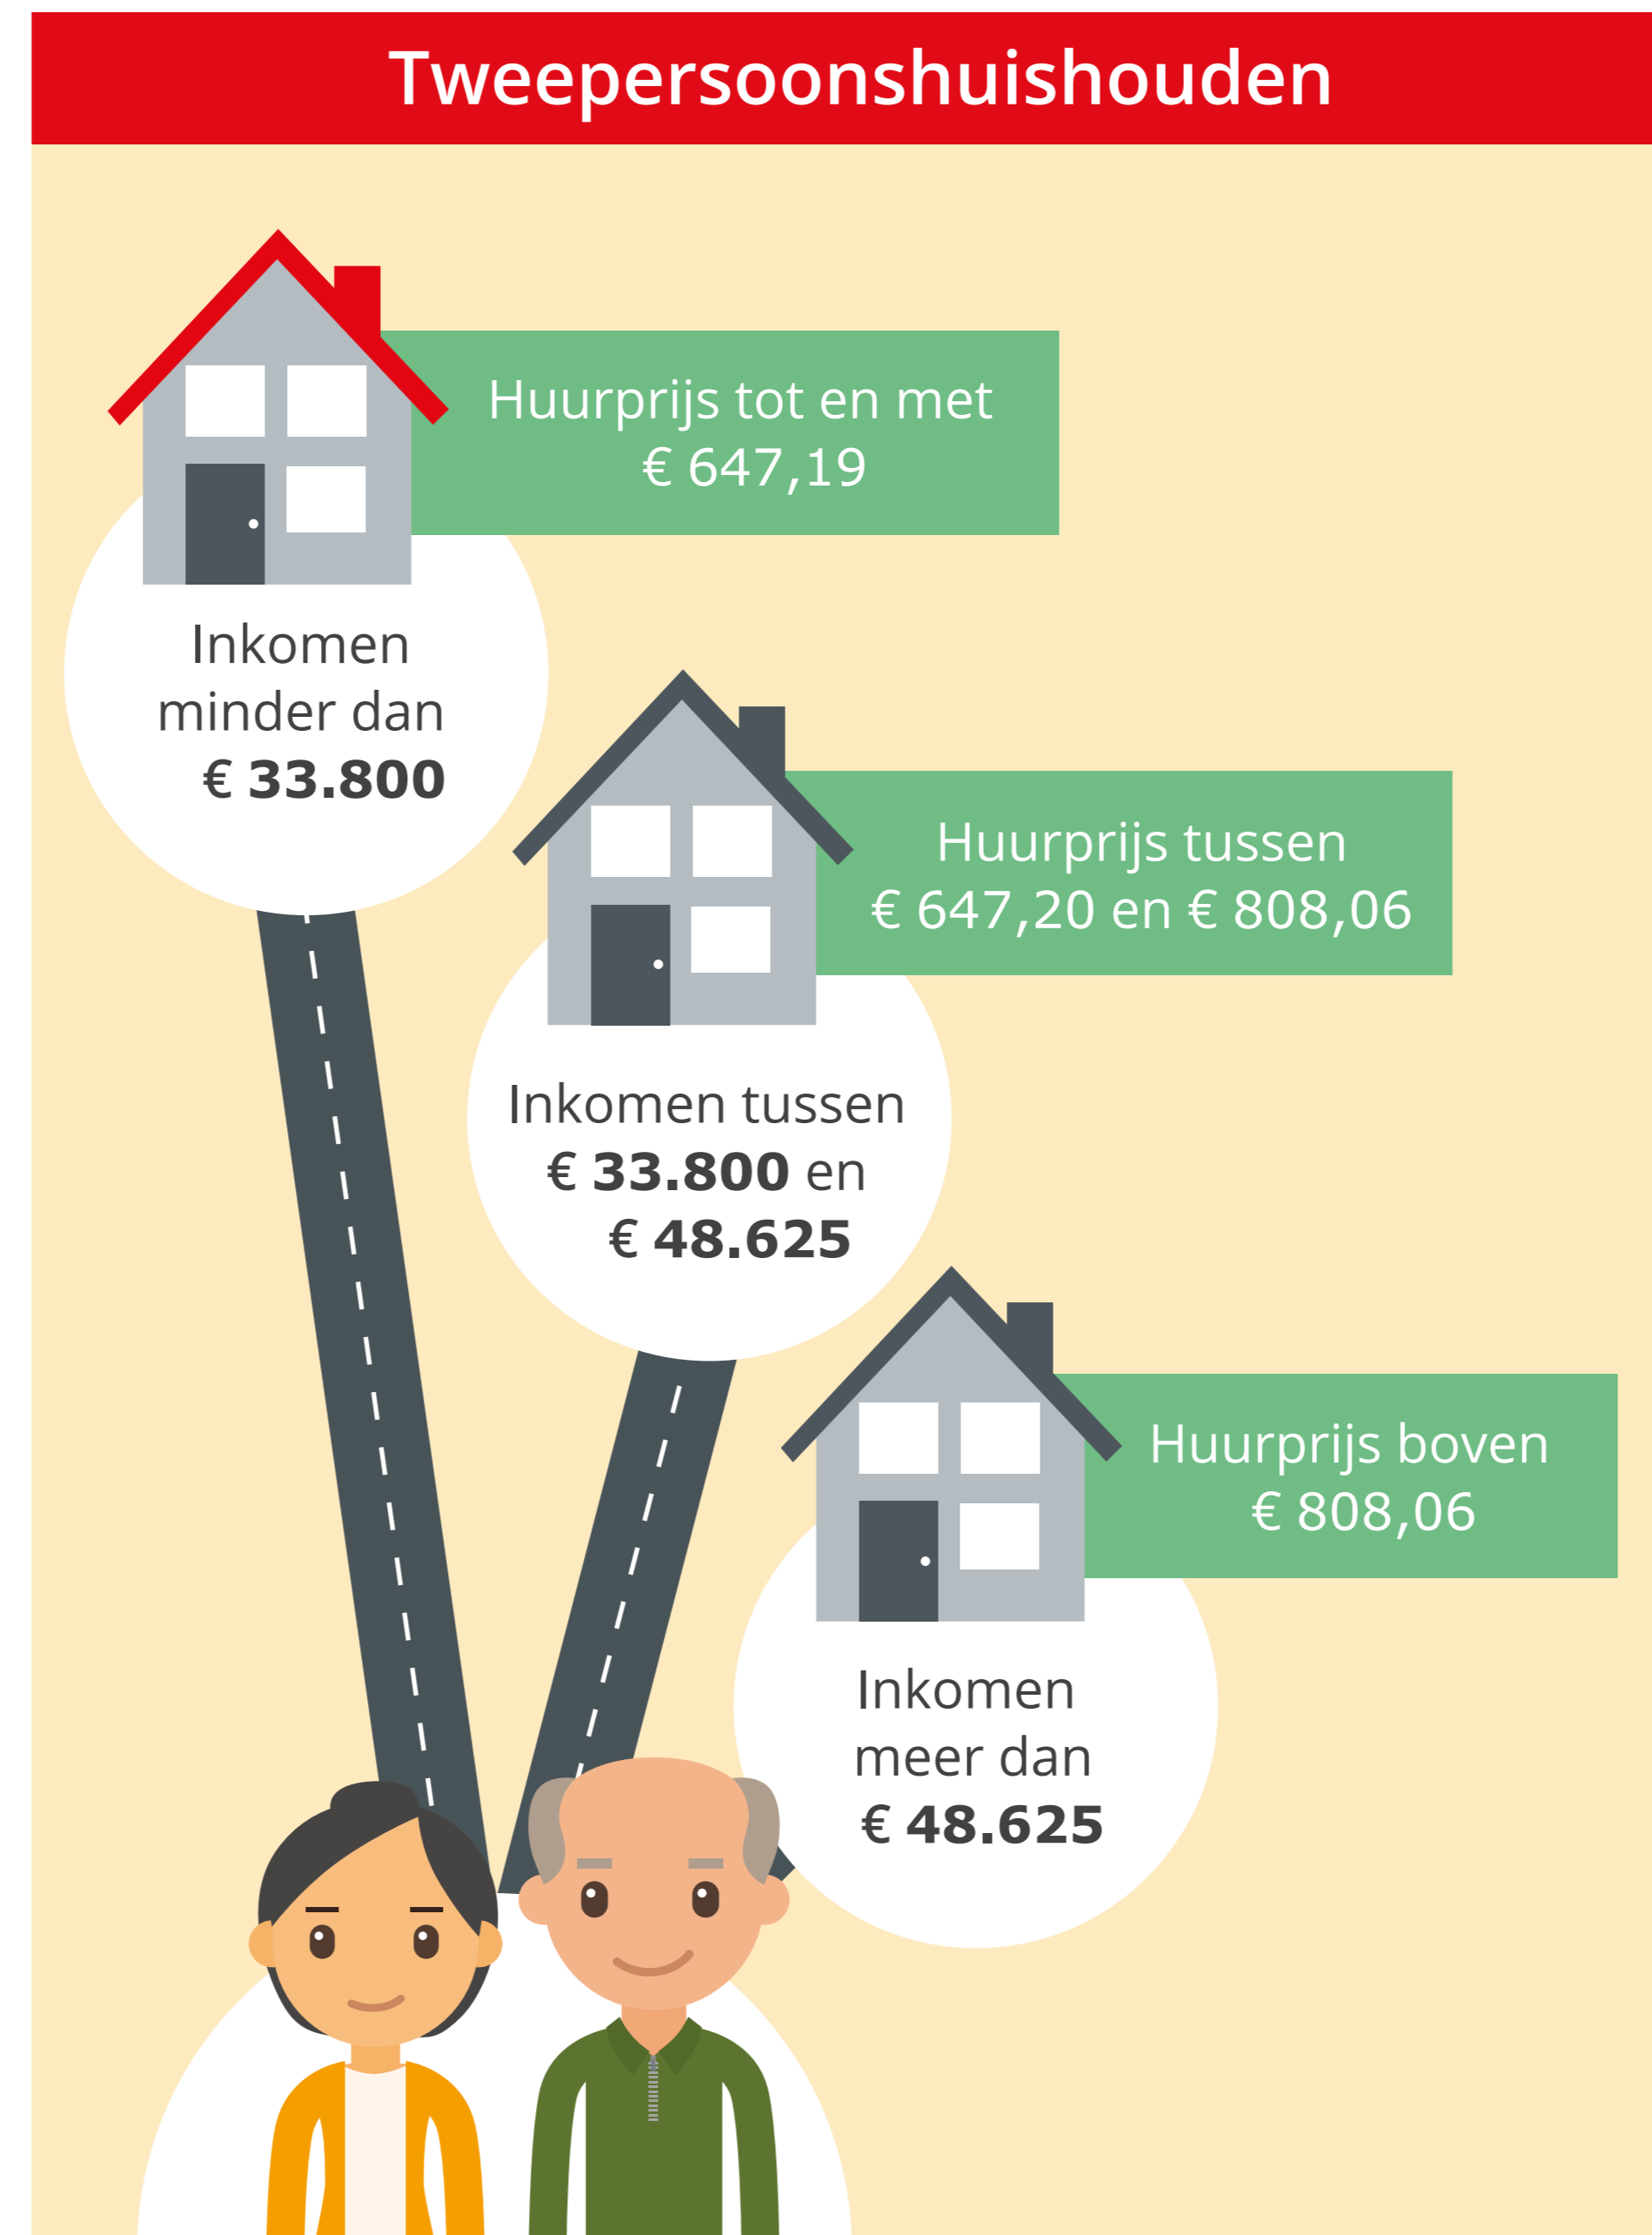 Tweepersoonshuishouden
Huurprijs tot en met
€ 647,19
Inkomen
minder dan
€ 33.800
Huurprijs tussen
€ 647,20 en € 808,06
Inkomen tussen
€ 33.800 en
€ 48.625
Huurprijs boven
€ 808,06
Inkomen
meer dan
€ 48.625